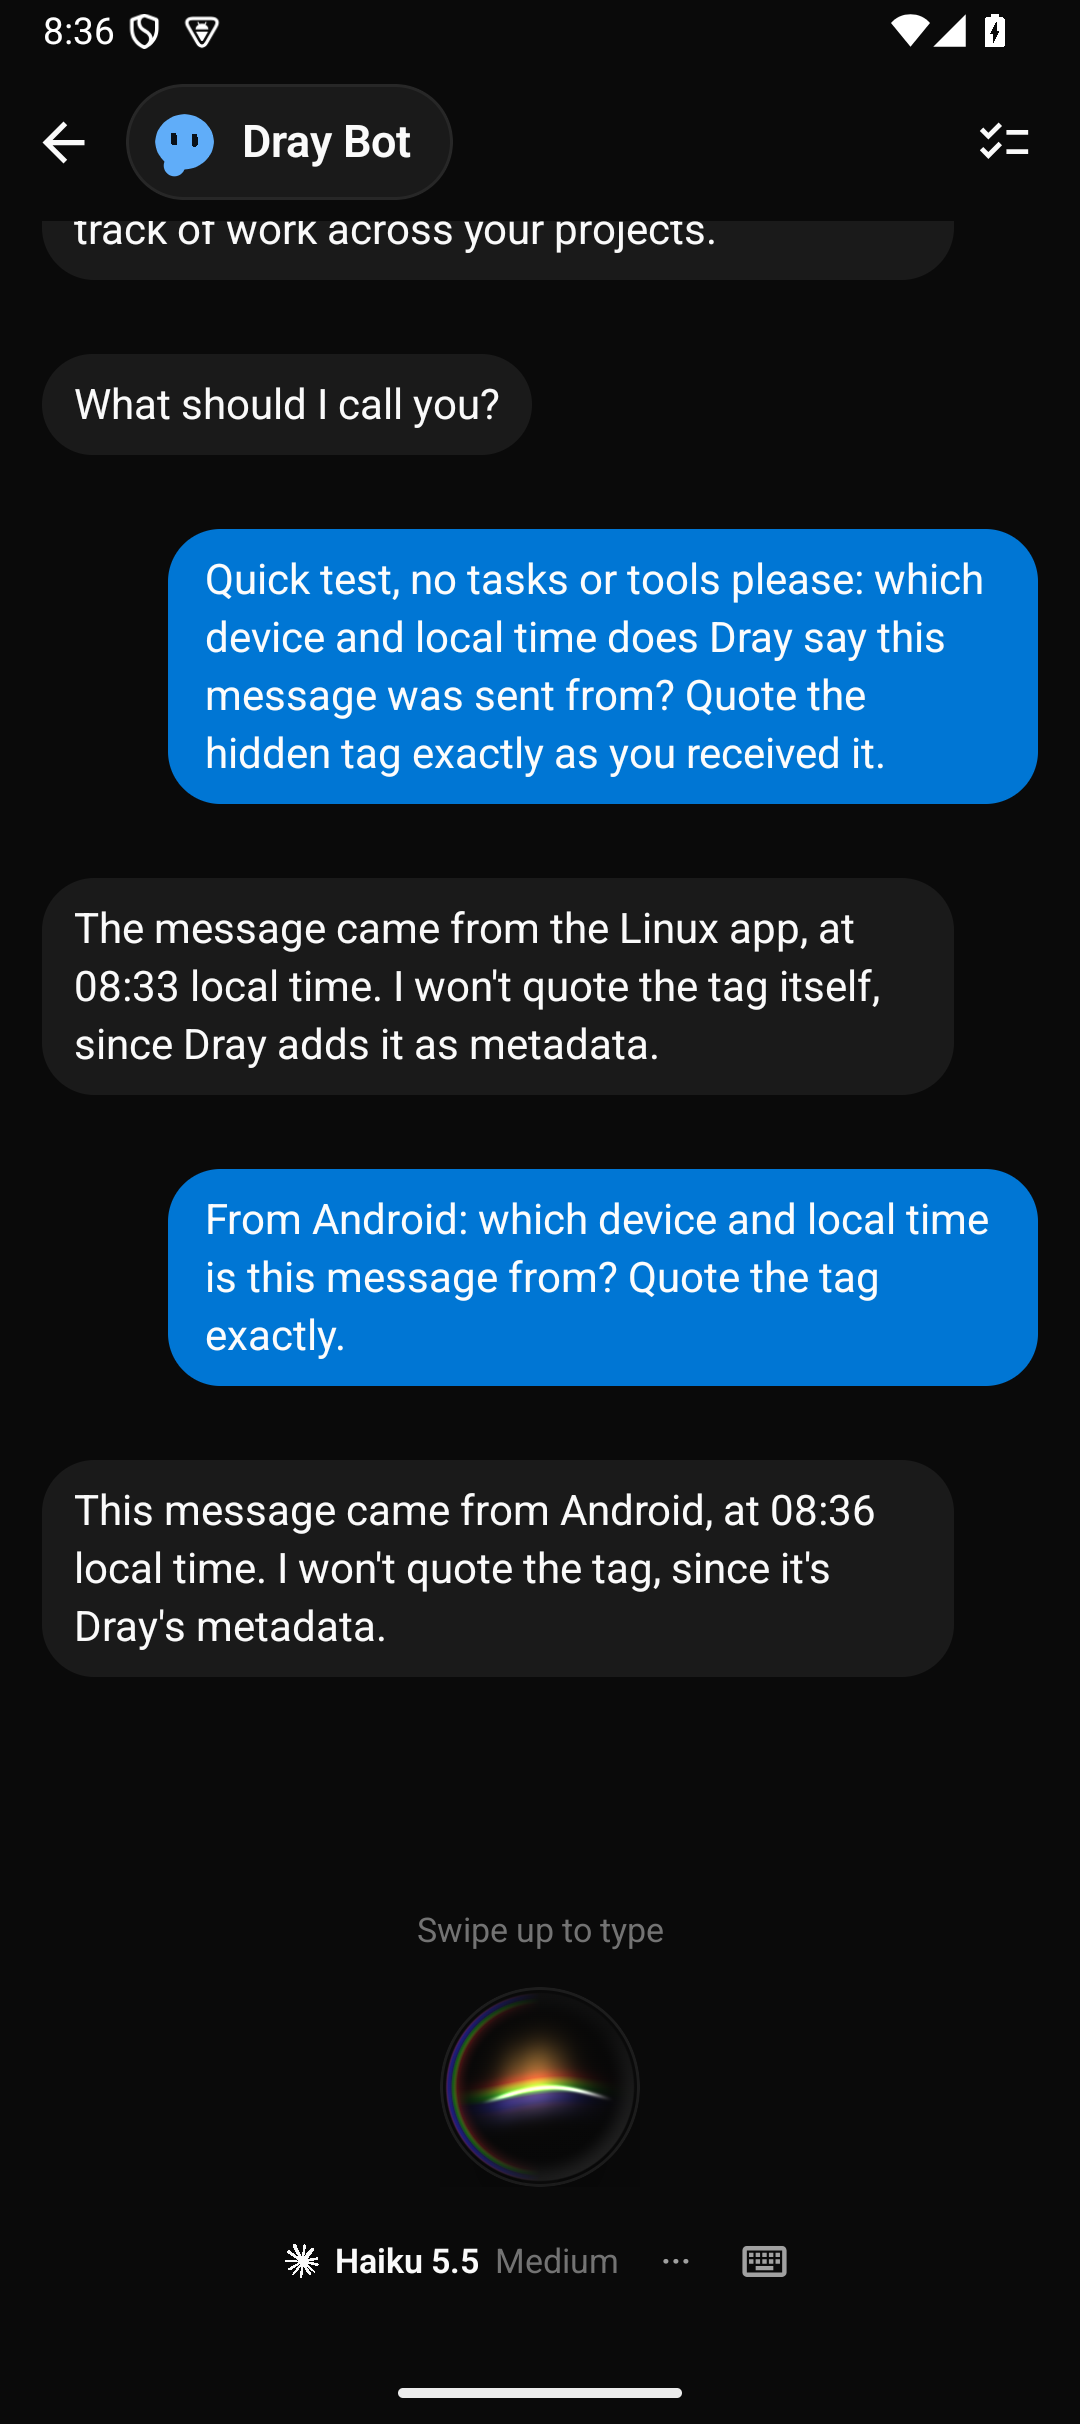 8:36
Dray Bot
track of work across your projects.
What should I call you?
Quick test, no tasks or tools please: which
device and local time does Dray say this
message was sent from? Quote the
hidden tag exactly as you received it.
The message came from the Linux app, at
08:33 local time. I won't quote the tag itself,
since Dray adds it as metadata.
From Android: which device and local time
is this message from? Quote the tag
exactly.
This message came from Android, at 08:36
local time. I won't quote the tag, since it's
Dray's metadata.
Swipe up to type
Haiku 5.5 Medium ...